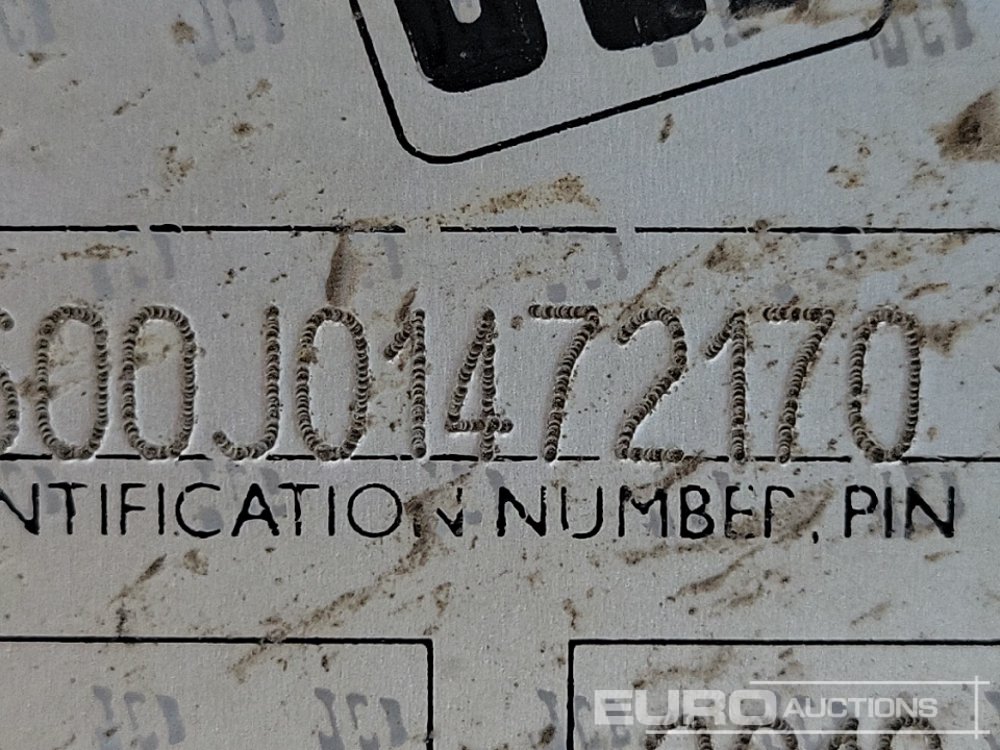 600J01472170
NTIFICATION NUMBER, PIN
EURO AUCTIONS